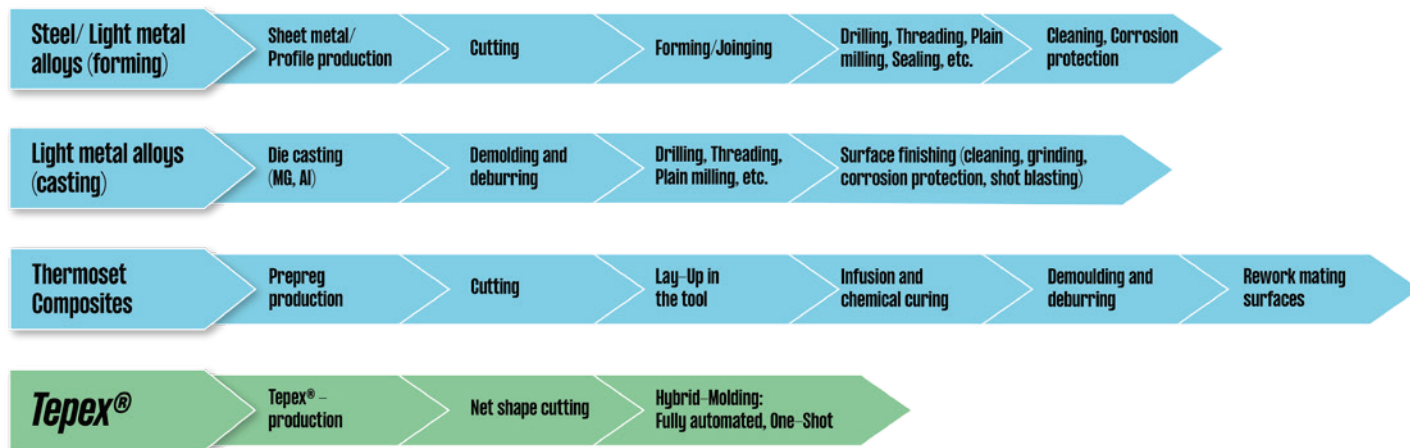 Steel/ Light metal
alloys (forming)
Sheet metal/
Profile production
Cutting
Forming/Joinging
Drilling, Threading, Plain
milling, Sealing, etc.
Cleaning, Corrosion
protection
Light metal alloys
(casting)
Die casting
(MG, Al)
Demolding and
deburring
Drilling, Threading,
Plain milling, etc.
Surface finishing (cleaning, grinding,
corrosion protection, shot blasting)
Thermoset
Composites
Prepreg
production
Cutting
Lay-Up in
the tool
Infusion and
chemical curing
Demoulding and
deburring
Rework mating
surfaces
Tepex®
Tepex® -
production
Net shape cutting
Hybrid-Molding:
Fully automated, One-Shot